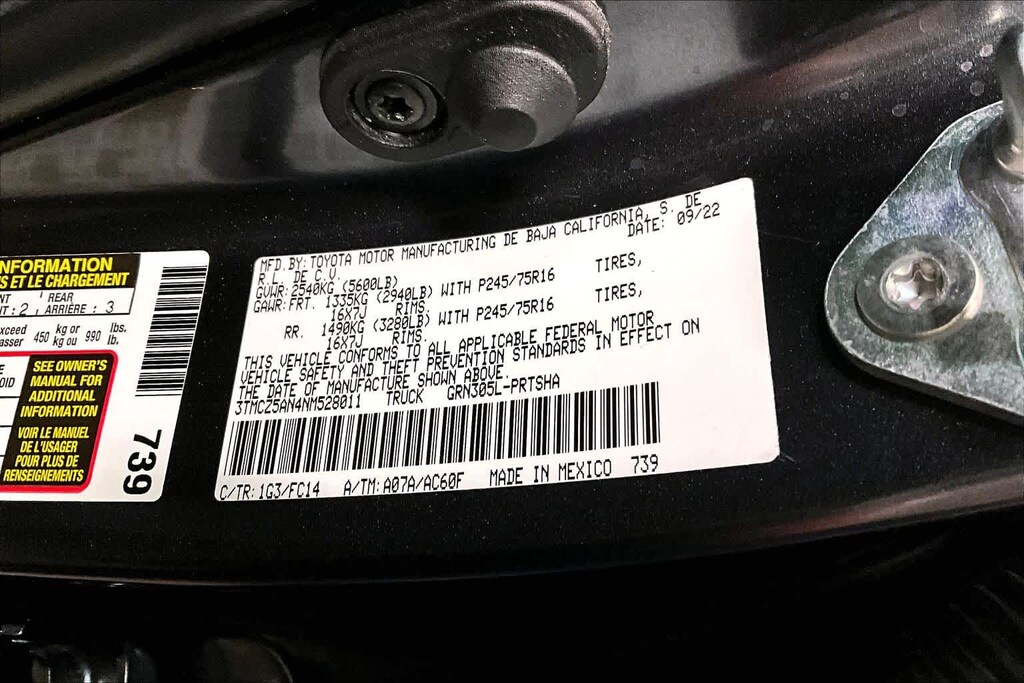 NFORMATION
S ET LE CHARGEMENT
NT : 2 REAR ARRIÈRE : 3
xceed 450 kg or 990 lbs.
asser kg ou lb.
OID
SEE OWNER'S
MANUAL FOR
ADDITIONAL
INFORMATION
VOIR LE MANUEL
DE L'USAGER
POUR PLUS DE
RENSEIGNEMENTS
739
MFD. BY: TOYOTA MOTOR MANUFACTURING DE BAJA CALIFORNIA, S. DE
R.L. DE C.V. DATE: 09/22
GVWR: 2540KG (5600LB)
GAWR: FRT. 1335KG (2940LB) WITH P245/75R16 TIRES,
16X7J RIMS.
RR. 1490KG (3280LB) WITH P245/75R16 TIRES,
16X7J RIMS.
THIS VEHICLE CONFORMS TO ALL APPLICABLE FEDERAL MOTOR
VEHICLE SAFETY AND THEFT PREVENTION STANDARDS IN EFFECT ON
THE DATE OF MANUFACTURE SHOWN ABOVE.
3TMCZ5AN4NM528011 TRUCK GRN305L-PRTSHA
C/TR: 1G3/FC14 A/TM: A07A/AC60F MADE IN MEXICO 739